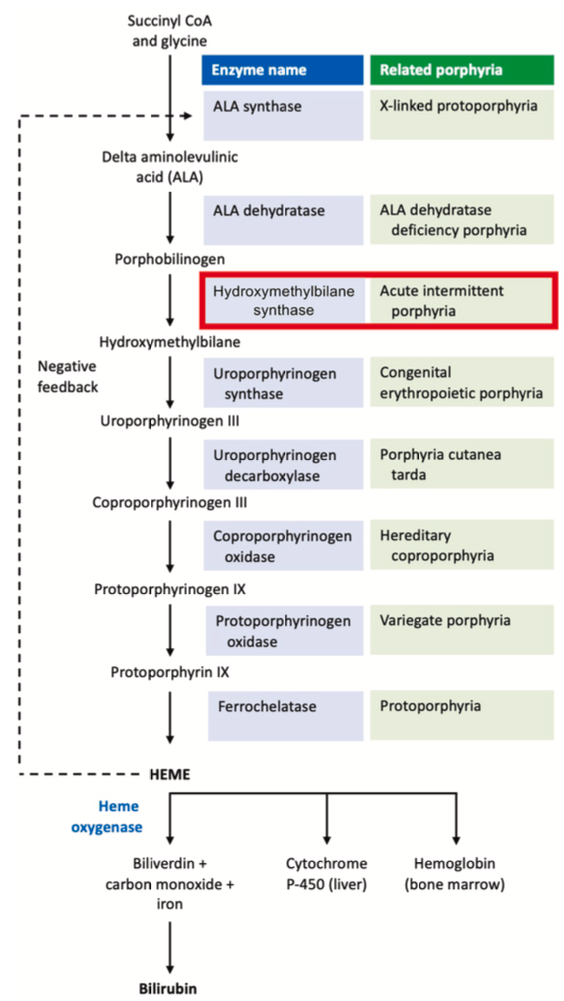 Succinyl CoA
and glycine
Enzyme name
Related porphyria
ALA synthase
X-linked protoporphyria
Delta aminolevulinic
acid (ALA)
ALA dehydratase
ALA dehydratase
deficiency porphyria
Porphobilinogen
Hydroxymethylbilane
synthase
Acute intermittent
porphyria
Hydroxymethylbilane
Negative
feedback
Uroporphyrinogen
synthase
Congenital
erythropoietic porphyria
Uroporphyrinogen III
Uroporphyrinogen
decarboxylase
Porphyria cutanea
tarda
Coproporphyrinogen III
Coproporphyrinogen
oxidase
Hereditary
coproporphyria
Protoporphyrinogen IX
Protoporphyrinogen
oxidase
Variegate porphyria
Protoporphyrin IX
Ferrochelatase
Protoporphyria
HEME
Heme
oxygenase
Biliverdin +
carbon monoxide +
iron
Cytochrome
P-450 (liver)
Hemoglobin
(bone marrow)
Bilirubin